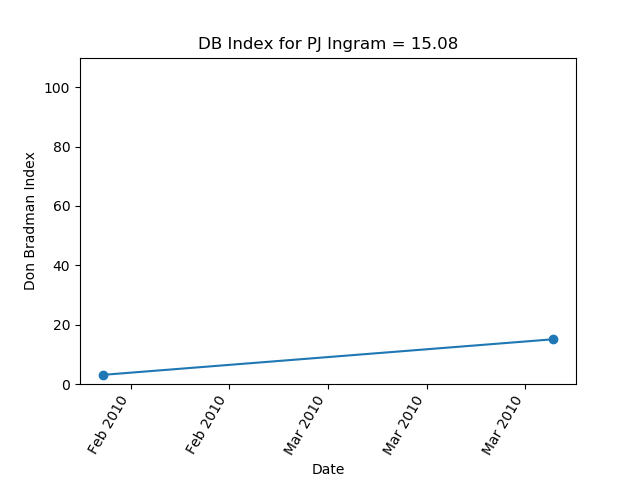 DB Index for PJ Ingram = 15.08
Don Bradman Index
100
80
60
40
20
0
Feb 2010
Feb 2010
Mar 2010
Mar 2010
Mar 2010
Date